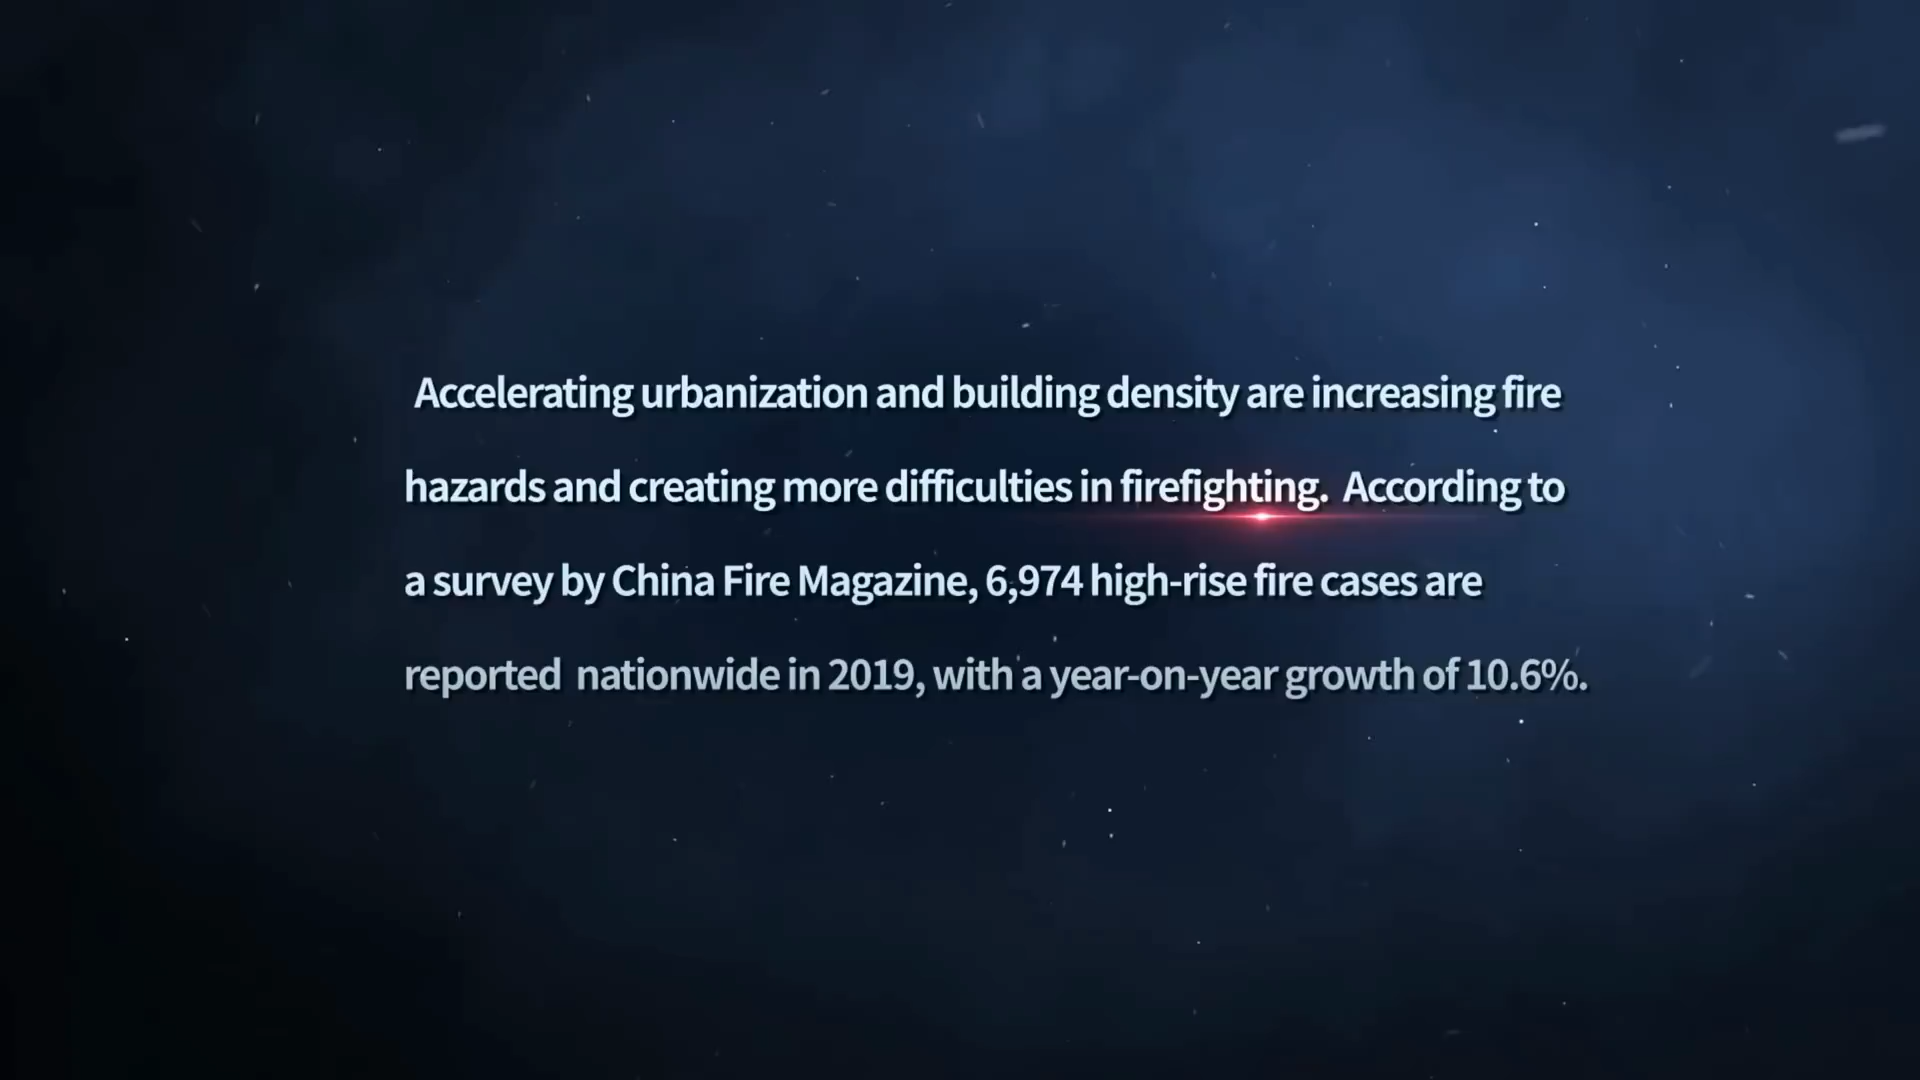 Accelerating urbanization and building density are increasing fire
hazards and creating more difficulties in firefighting. According to
a survey by China Fire Magazine, 6,974 high-rise fire cases are
reported nationwide in 2019, with a year-on-year growth of 10.6%.